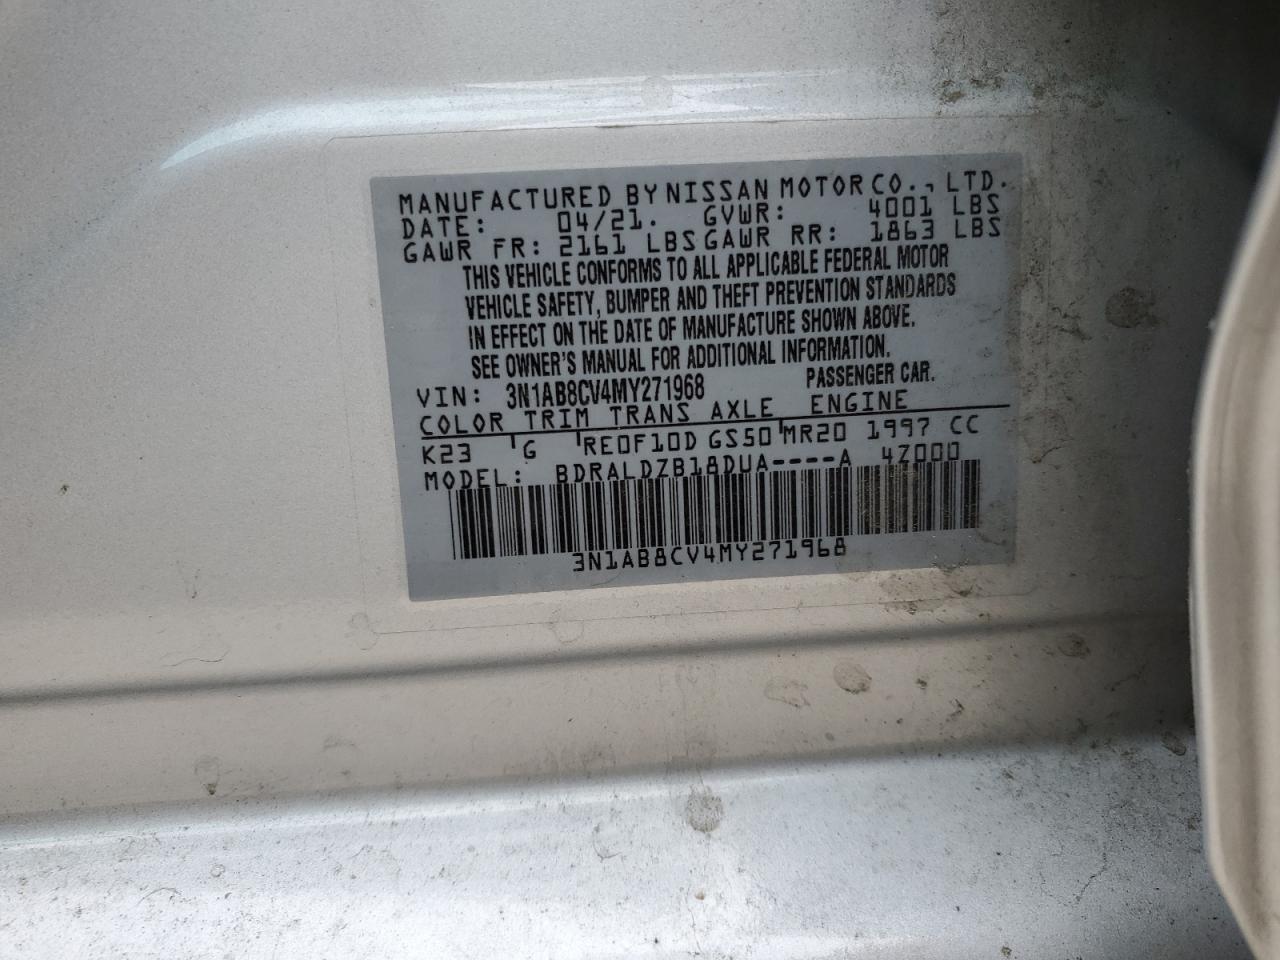 MANUFACTURED BY NISSAN MOTOR CO., LTD.
DATE: 04/21. GVWR: 4001 LBS
GAWR FR: 2161 LBS GAWR RR: 1863 LBS
THIS VEHICLE CONFORMS TO ALL APPLICABLE FEDERAL MOTOR
VEHICLE SAFETY, BUMPER AND THEFT PREVENTION STANDARDS
IN EFFECT ON THE DATE OF MANUFACTURE SHOWN ABOVE.
SEE OWNER'S MANUAL FOR ADDITIONAL INFORMATION.
VIN: 3N1AB8CV4MY271968 PASSENGER CAR.
COLOR TRIM TRANS AXLE ENGINE
K23 G RE0F10D GS50 MR20 1997 CC
MODEL: BDRALDZB18DUA----A 4Z000
3N1AB8CV4MY271968